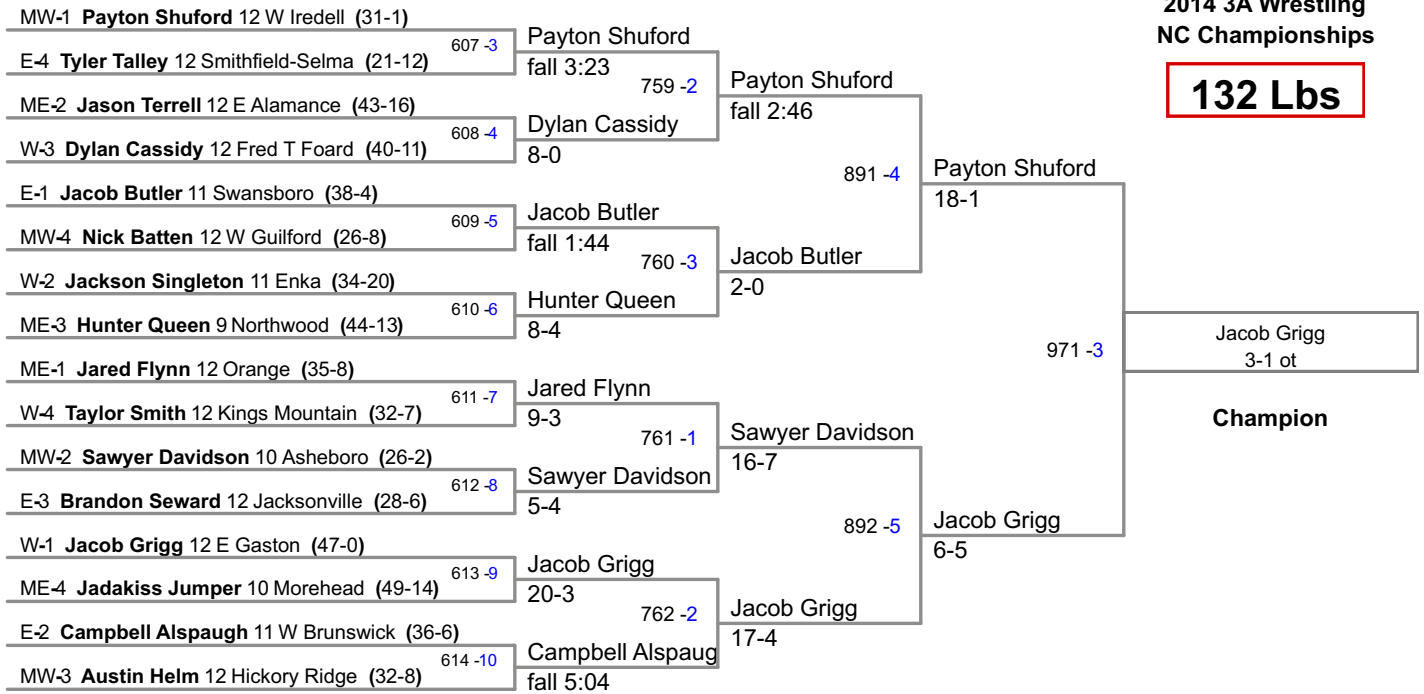 2014 3A Wrestling
NC Championships
132 Lbs
MW-1 Payton Shuford 12 W Iredell (31-1)
E-4 Tyler Talley 12 Smithfield-Selma (21-12)
ME-2 Jason Terrell 12 E Alamance (43-16)
W-3 Dylan Cassidy 12 Fred T Foard (40-11)
E-1 Jacob Butler 11 Swansboro (38-4)
MW-4 Nick Batten 12 W Guilford (26-8)
W-2 Jackson Singleton 11 Enka (34-20)
ME-3 Hunter Queen 9 Northwood (44-13)
ME-1 Jared Flynn 12 Orange (35-8)
W-4 Taylor Smith 12 Kings Mountain (32-7)
MW-2 Sawyer Davidson 10 Asheboro (26-2)
E-3 Brandon Seward 12 Jacksonville (28-6)
W-1 Jacob Grigg 12 E Gaston (47-0)
ME-4 Jadakiss Jumper 10 Morehead (49-14)
E-2 Campbell Alspaugh 11 W Brunswick (36-6)
MW-3 Austin Helm 12 Hickory Ridge (32-8)
607 -3
608 -4
609 -5
610 -6
611 -7
612 -8
613 -9
614 -10
Payton Shuford
fall 3:23
Dylan Cassidy
8-0
Jacob Butler
fall 1:44
Hunter Queen
8-4
Jared Flynn
9-3
Sawyer Davidson
5-4
Jacob Grigg
20-3
Campbell Alspaug
fall 5:04
759 -2
760 -3
761 -1
762 -2
Payton Shuford
fall 2:46
Jacob Butler
2-0
Sawyer Davidson
16-7
Jacob Grigg
17-4
891 -4
892 -5
Payton Shuford
18-1
Jacob Grigg
6-5
971 -3
Jacob Grigg
3-1 ot
Champion